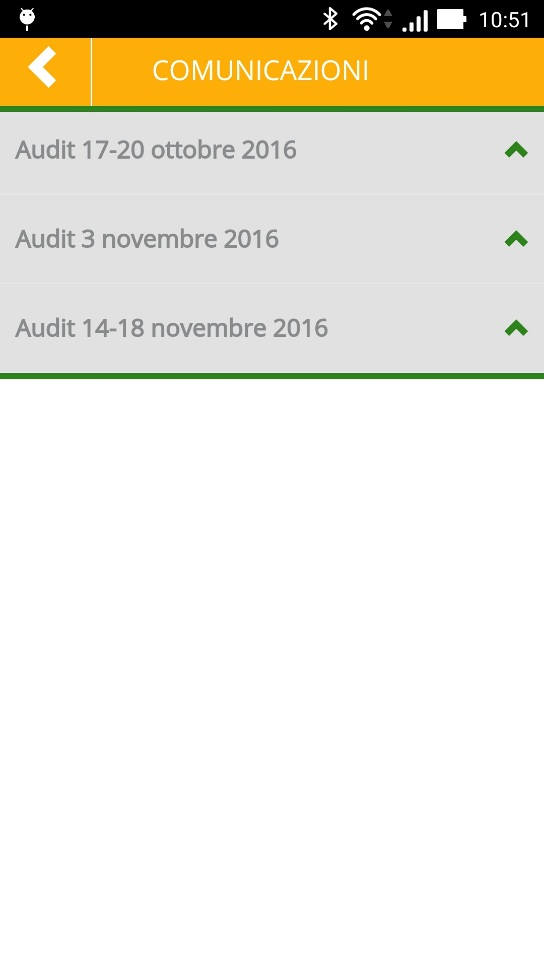 10:51
COMUNICAZIONI
Audit 17-20 ottobre 2016
Audit 3 novembre 2016
Audit 14-18 novembre 2016